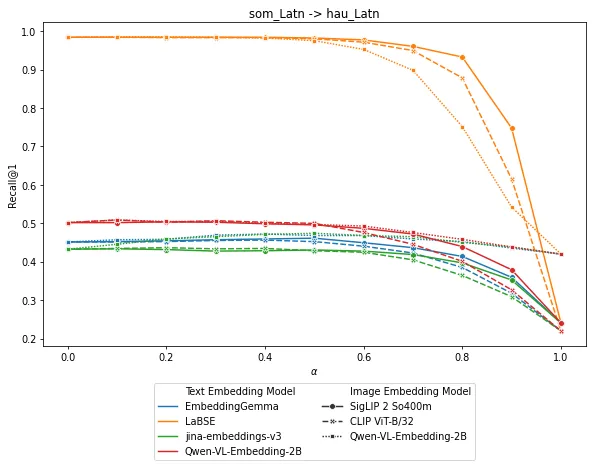 som_Latn -> hau_Latn
Recall@1
1.0
0.9
0.8
0.7
0.6
0.5
0.4
0.3
0.2
0.0 0.2 0.4 0.6 0.8 1.0
α
Text Embedding Model Image Embedding Model
EmbeddingGemma SigLIP 2 So400m
LaBSE CLIP ViT-B/32
jina-embeddings-v3 Qwen-VL-Embedding-2B
Qwen-VL-Embedding-2B